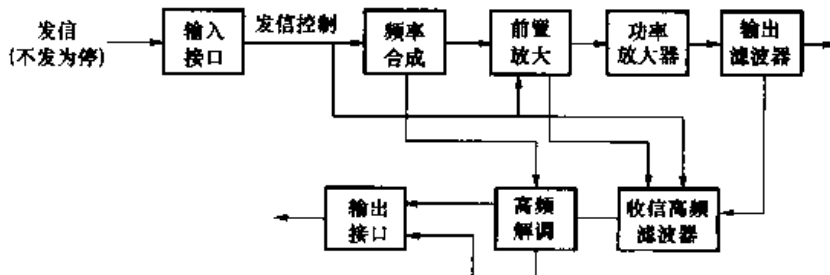 发信
(不发为停)
输入
接口
发信控制
频率
合成
前置
放大
功率
放大器
输出
滤波器
输出
接口
高频
解调
收信高频
滤波器